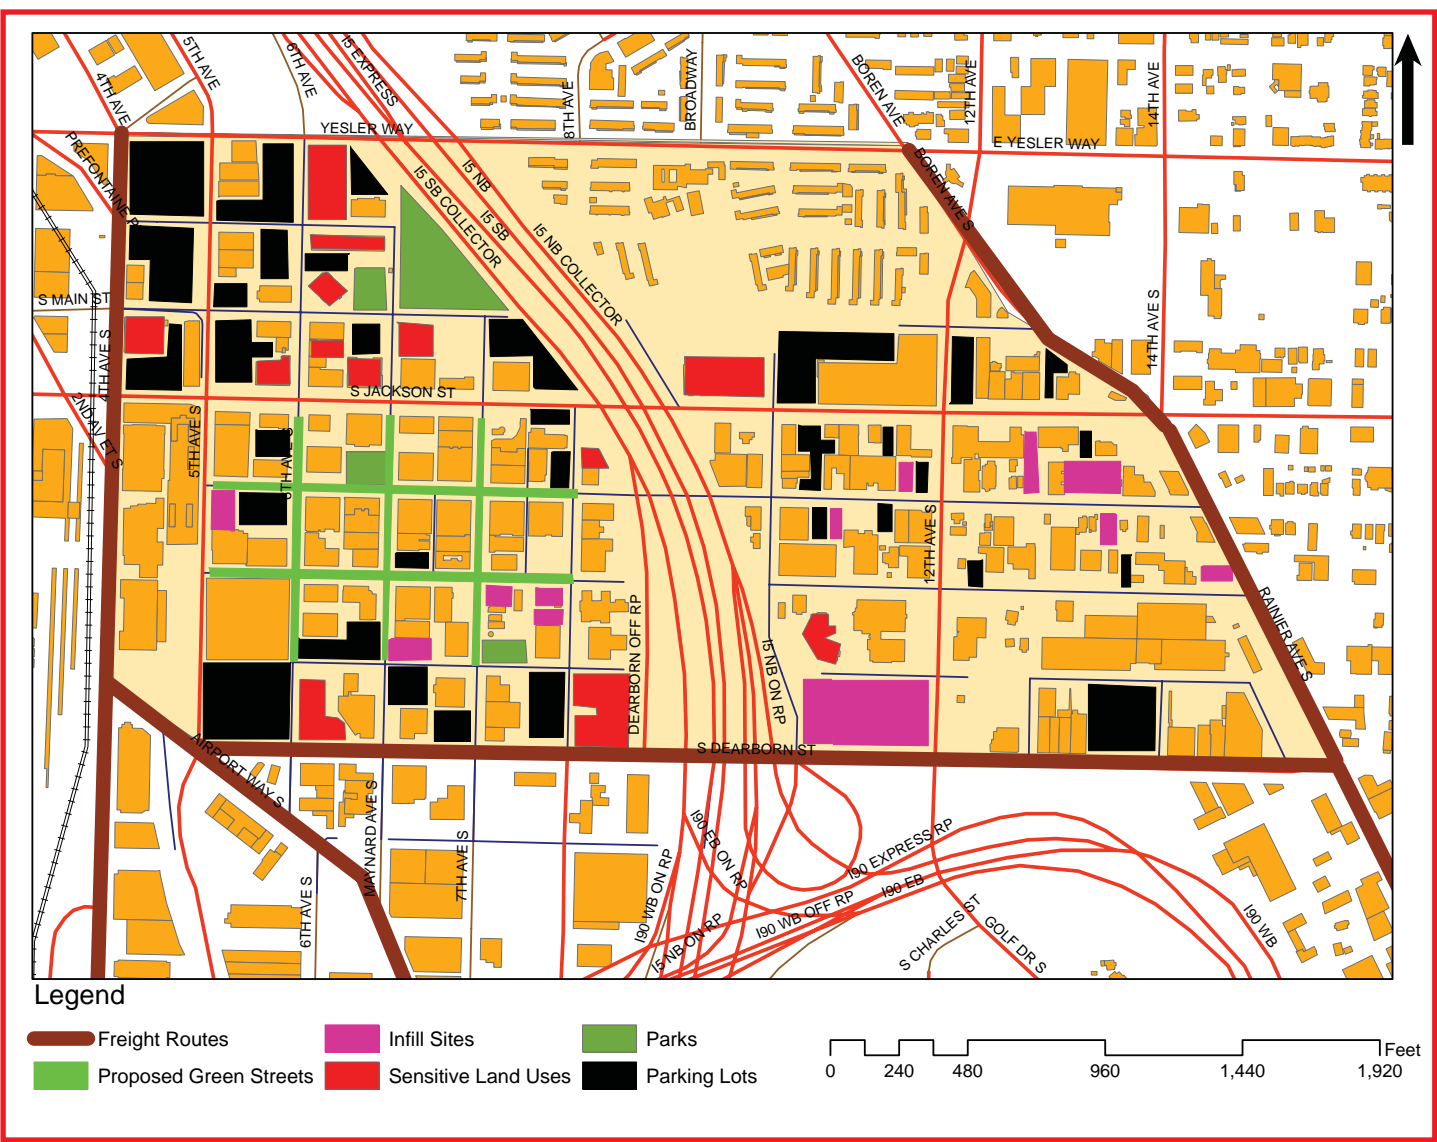 4TH AVE
5TH AVE
6TH AVE
I5 EXPRESS
8TH AVE
BROADWAY
BOREN AVE
12TH AVE
14TH AVE
YESLER WAY
E YESLER WAY
PREFONTAINE P
I5 SB COLLECTOR
I5 NB
I5 SB
I5 NB COLLECTOR
BOREN AVE S
S MAIN ST
4TH AVE S
14TH AVE S
S JACKSON ST
2ND AV ET S
5TH AVE S
6TH AVE S
12TH AVE S
DEARBORN OFF RP
I5 NB ON RP
RAINIER AVE S
AIRPORT WAY S
S DEARBORN ST
MAYNARD AVE S
7TH AVE S
6TH AVE S
I90 EB ON RP
I90 WB ON RP
I5 NB ON RP
I90 EXPRESS RP
I90 EB
I90 WB OFF RP
S CHARLES ST
GOLF DR S
I90 WB
Legend
Freight Routes
Infill Sites
Parks
Proposed Green Streets
Sensitive Land Uses
Parking Lots
Feet
0 240 480 960 1,440 1,920